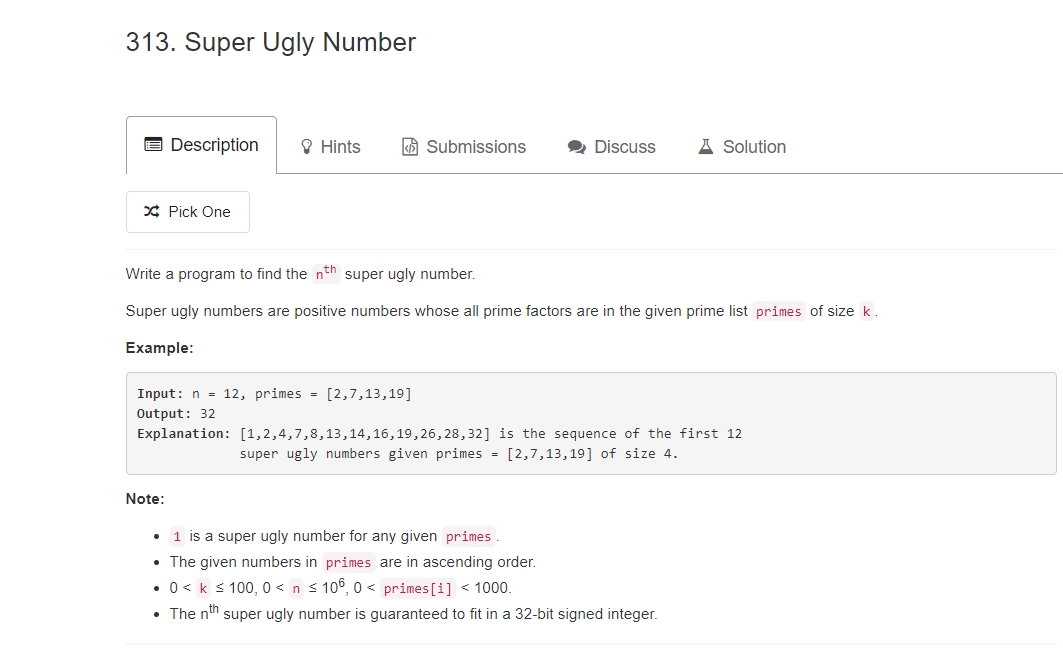 313. Super Ugly Number
Description Hints Submissions Discuss Solution
Pick One
Write a program to find the nth super ugly number.
Super ugly numbers are positive numbers whose all prime factors are in the given prime list primes of size k.
Example:
Input: n = 12, primes = [2,7,13,19]
Output: 32
Explanation: [1,2,4,7,8,13,14,16,19,26,28,32] is the sequence of the first 12
super ugly numbers given primes = [2,7,13,19] of size 4.
Note:
• 1 is a super ugly number for any given primes.
• The given numbers in primes are in ascending order.
• 0 < k ≤ 100, 0 < n ≤ 10⁶, 0 < primes[i] < 1000.
• The nth super ugly number is guaranteed to fit in a 32-bit signed integer.